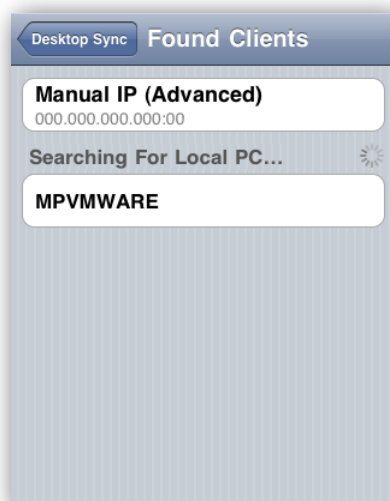 Desktop Sync Found Clients
Manual IP (Advanced)
000.000.000.000:00
Searching For Local PC...
MPVMWARE